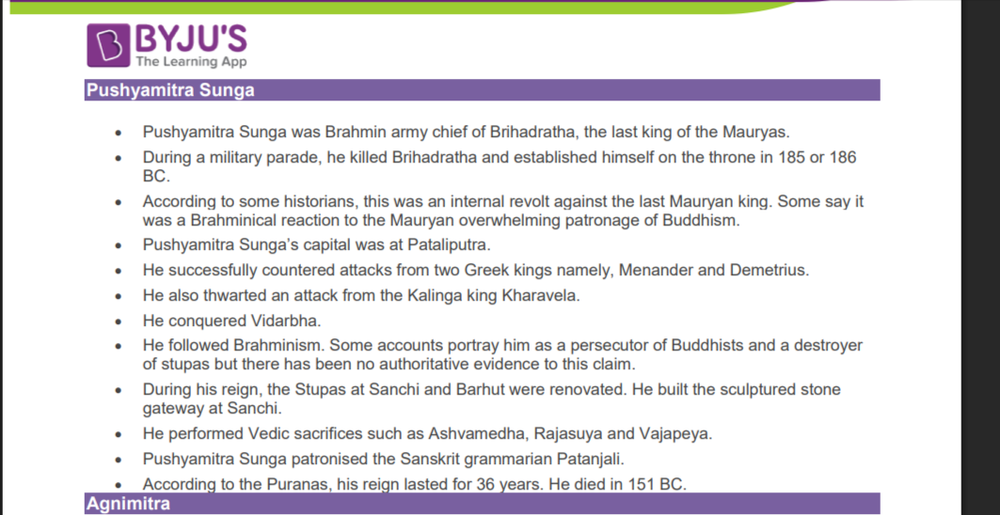 BYJU'S
The Learning App
Pushyamitra Sunga
• Pushyamitra Sunga was Brahmin army chief of Brihadratha, the last king of the Mauryas.
• During a military parade, he killed Brihadratha and established himself on the throne in 185 or 186
BC.
• According to some historians, this was an internal revolt against the last Mauryan king. Some say it
was a Brahminical reaction to the Mauryan overwhelming patronage of Buddhism.
• Pushyamitra Sunga's capital was at Pataliputra.
• He successfully countered attacks from two Greek kings namely, Menander and Demetrius.
• He also thwarted an attack from the Kalinga king Kharavela.
• He conquered Vidarbha.
• He followed Brahminism. Some accounts portray him as a persecutor of Buddhists and a destroyer
of stupas but there has been no authoritative evidence to this claim.
• During his reign, the Stupas at Sanchi and Barhut were renovated. He built the sculptured stone
gateway at Sanchi.
• He performed Vedic sacrifices such as Ashvamedha, Rajasuya and Vajapeya.
• Pushyamitra Sunga patronised the Sanskrit grammarian Patanjali.
• According to the Puranas, his reign lasted for 36 years. He died in 151 BC.
Agnimitra